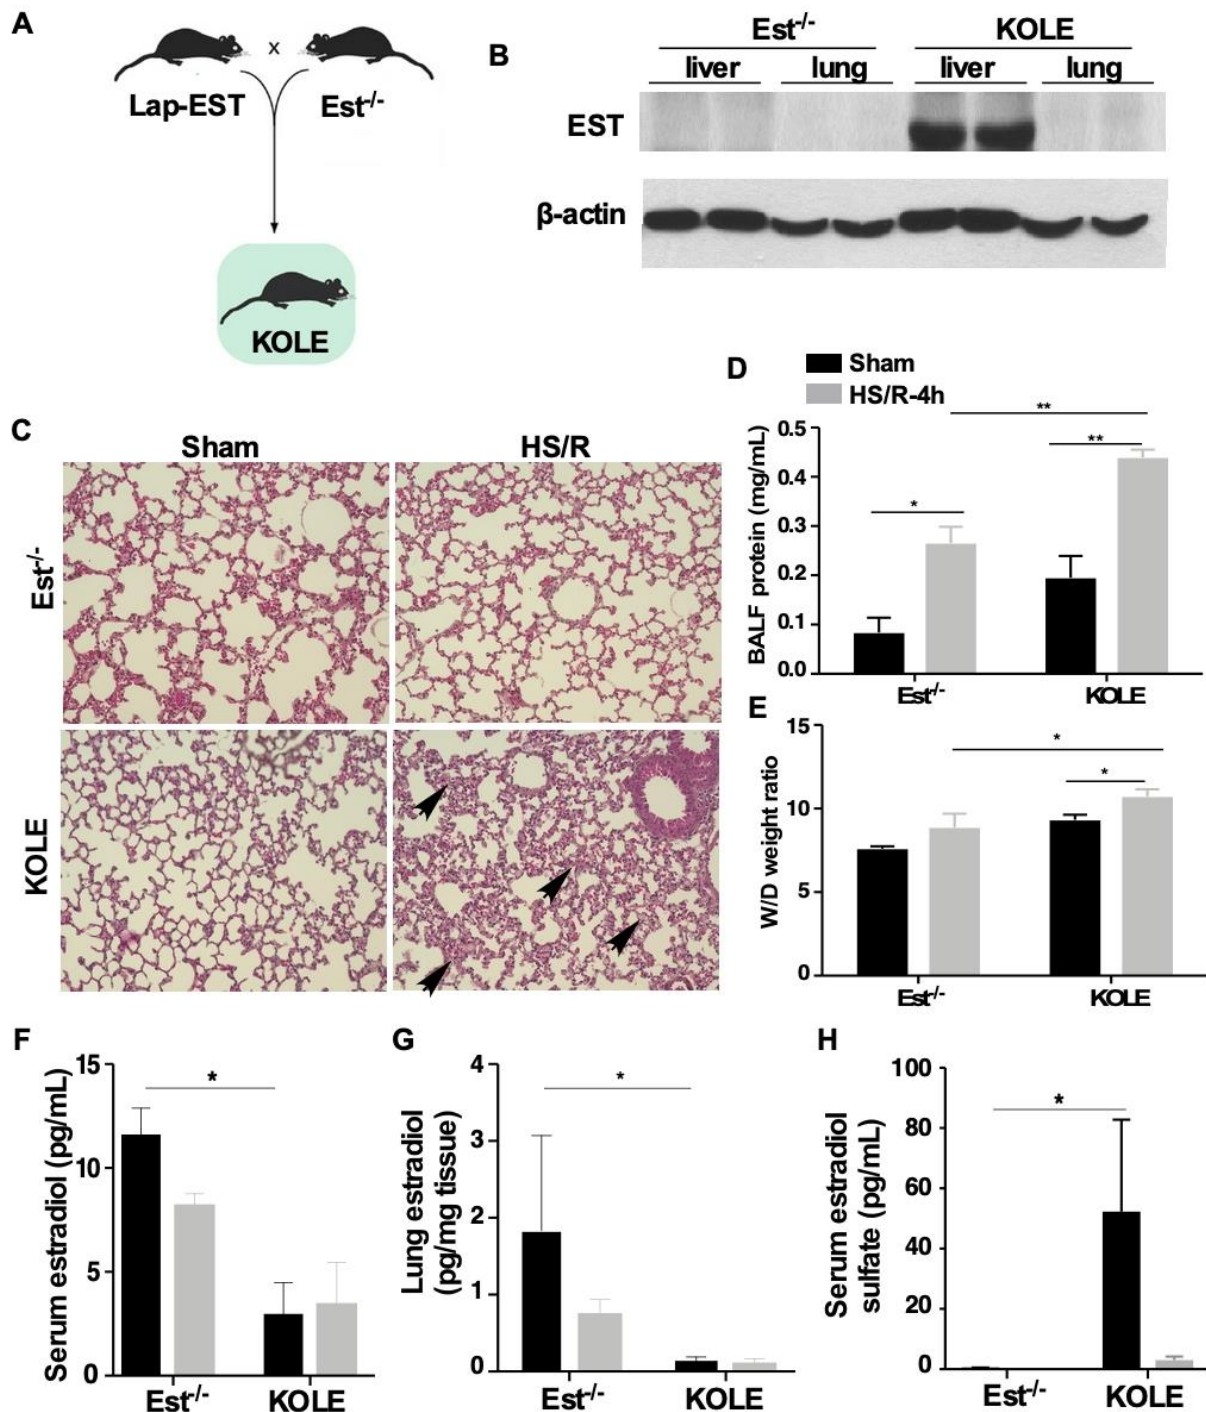 A
x
Lap-EST
Est-/-
KOLE
B
Est-/-
KOLE
liver
lung
liver
lung
EST
β-actin
C
Sham
HS/R
Est-/-
KOLE
D
Sham
HS/R-4h
BALF protein (mg/mL)
0.5
0.4
0.3
0.2
0.1
0.0
*
**
**
Est-/-
KOLE
E
W/D weight ratio
15
10
5
0
*
*
Est-/-
KOLE
F
Serum estradiol (pg/mL)
15
10
5
0
*
Est-/-
KOLE
G
Lung estradiol
(pg/mg tissue)
4
3
2
1
0
*
Est-/-
KOLE
H
Serum estradiol
sulfate (pg/mL)
100
80
60
40
20
0
*
Est-/-
KOLE